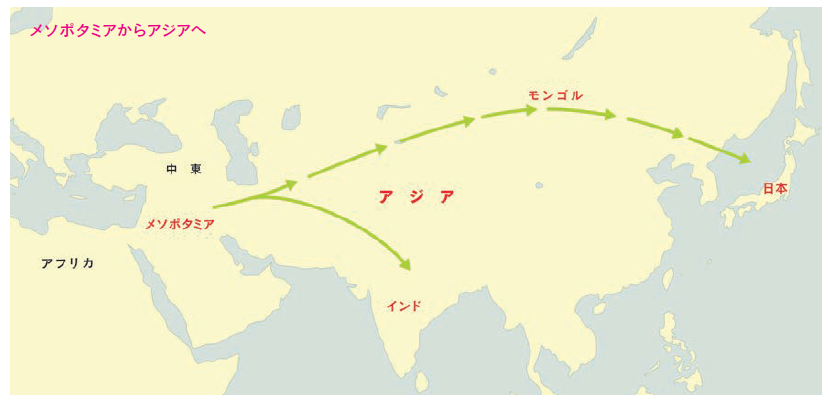 メソポタミアからアジアへ
モンゴル
中 東
ア ジ ア
日本
メソポタミア
アフリカ
インド